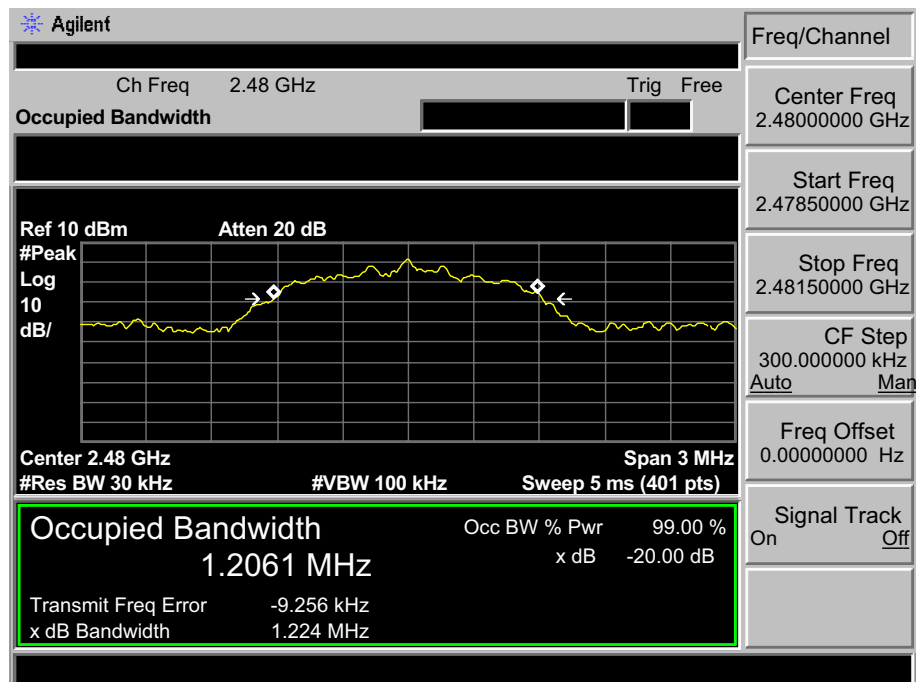 Agilent
Freq/Channel
Ch Freq 2.48 GHz Trig Free
Occupied Bandwidth
Center Freq
2.48000000 GHz
Start Freq
2.47850000 GHz
Stop Freq
2.48150000 GHz
CF Step
300.000000 kHz
Auto Man
Freq Offset
0.00000000 Hz
Signal Track
On Off
Ref 10 dBm Atten 20 dB
#Peak
Log
10
dB/
Center 2.48 GHz Span 3 MHz
#Res BW 30 kHz #VBW 100 kHz Sweep 5 ms (401 pts)
Occupied Bandwidth Occ BW % Pwr 99.00 %
1.2061 MHz x dB -20.00 dB
Transmit Freq Error -9.256 kHz
x dB Bandwidth 1.224 MHz